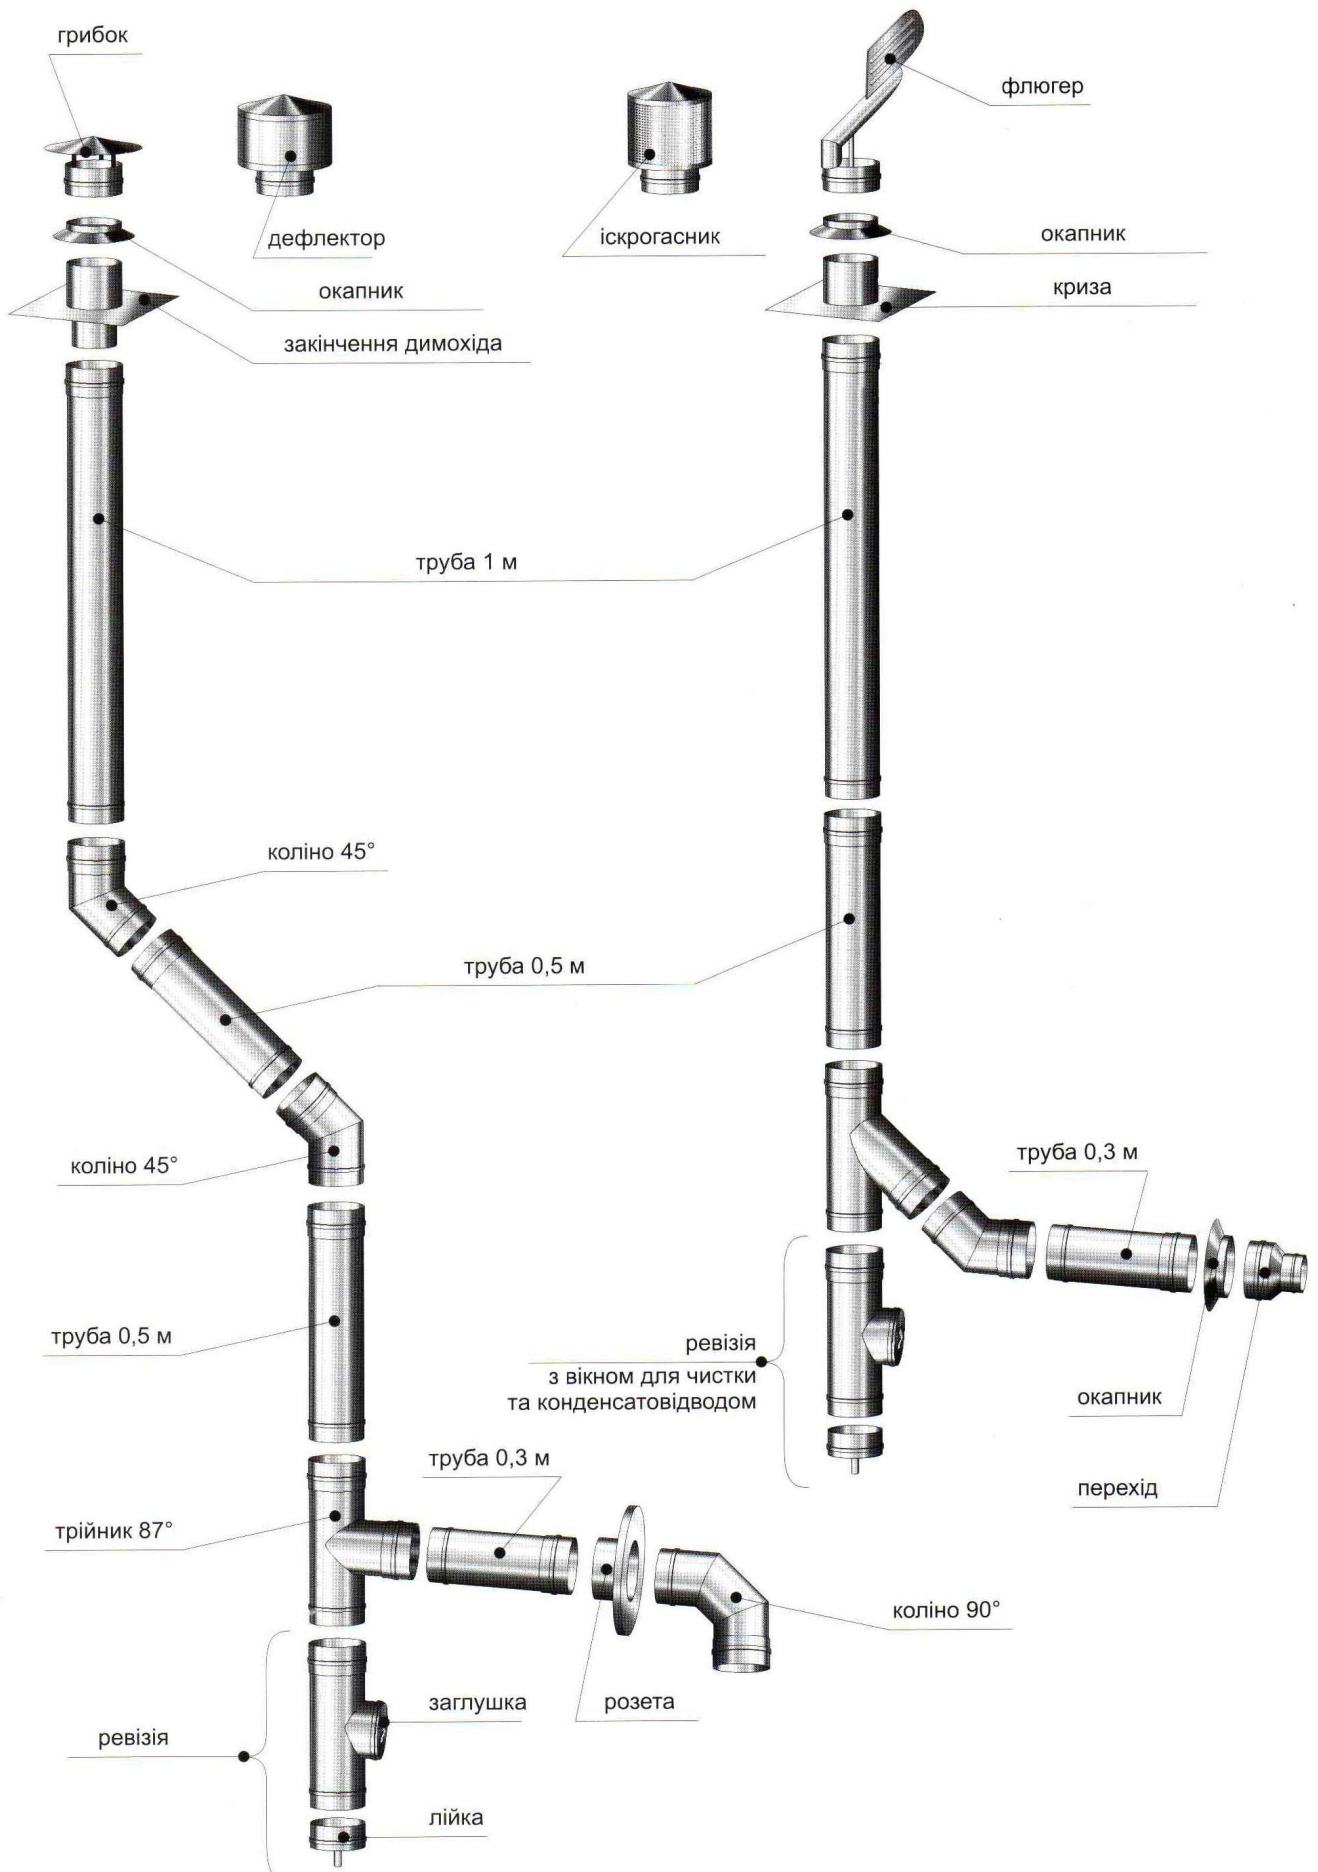 грибок
флюгер
дефлектор
іскрогасник
окапник
окапник
криза
закінчення димохіда
труба 1 м
коліно 45°
труба 0,5 м
коліно 45°
труба 0,3 м
труба 0,5 м
ревізія
з вікном для чистки
та конденсатовідводом
окапник
перехід
труба 0,3 м
трійник 87°
коліно 90°
заглушка
розета
ревізія
лійка